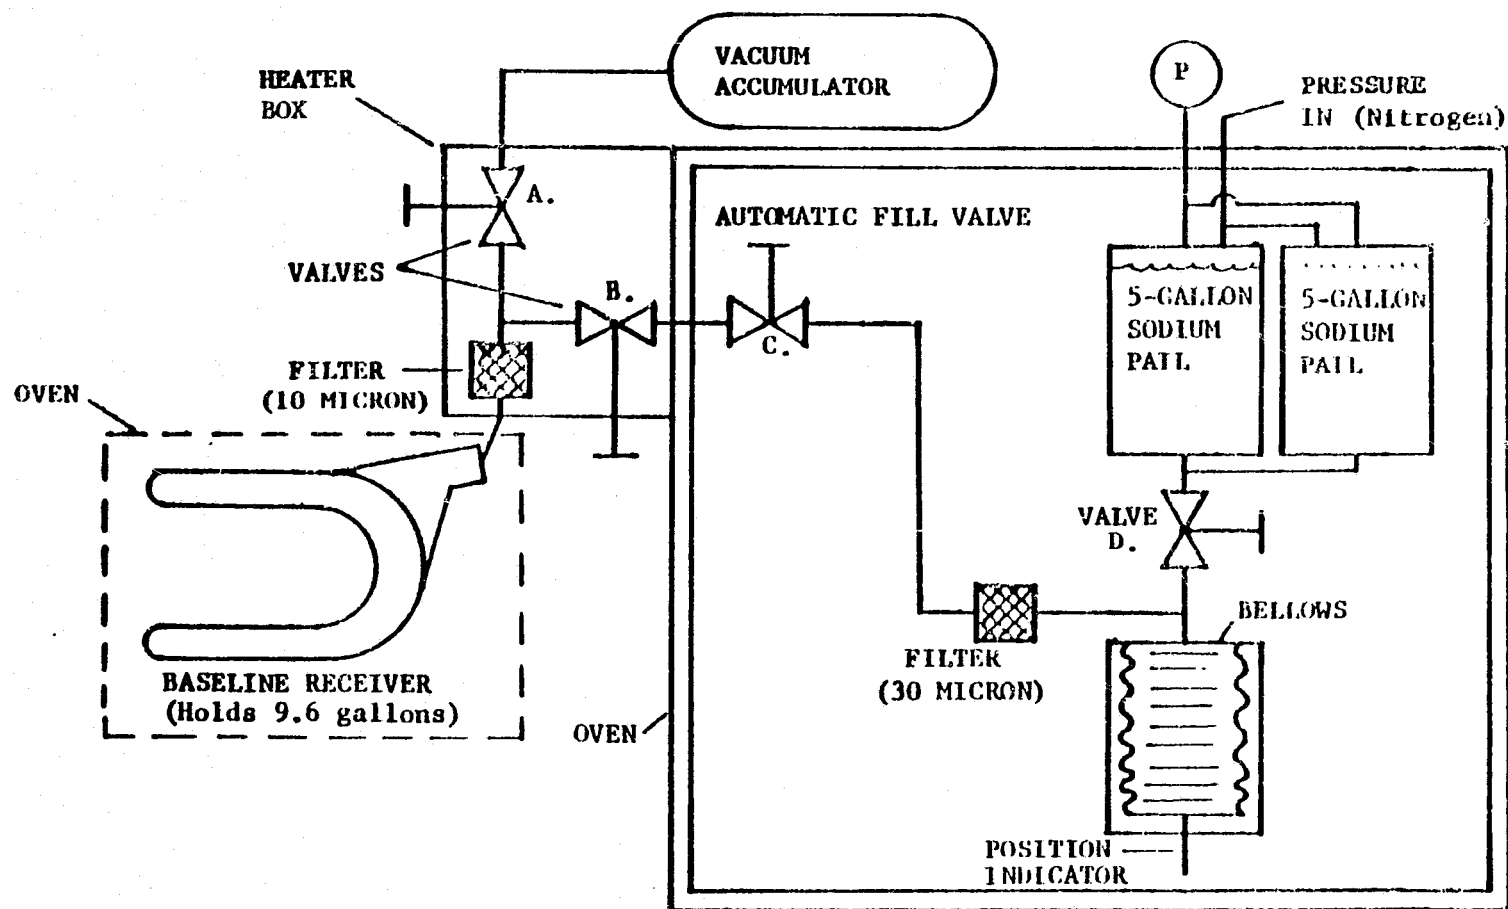 VACUUM
ACCUMULATOR
P
PRESSURE
IN (Nitrogen)
HEATER
BOX
A.
AUTOMATIC FILL VALVE
VALVES
B.
C.
5-GALLON
SODIUM
PAIL
5-GALLON
SODIUM
PAIL
FILTER
(10 MICRON)
OVEN
VALVE
D.
BELLOWS
FILTER
(30 MICRON)
BASELINE RECEIVER
(Holds 9.6 gallons)
OVEN
POSITION
INDICATOR